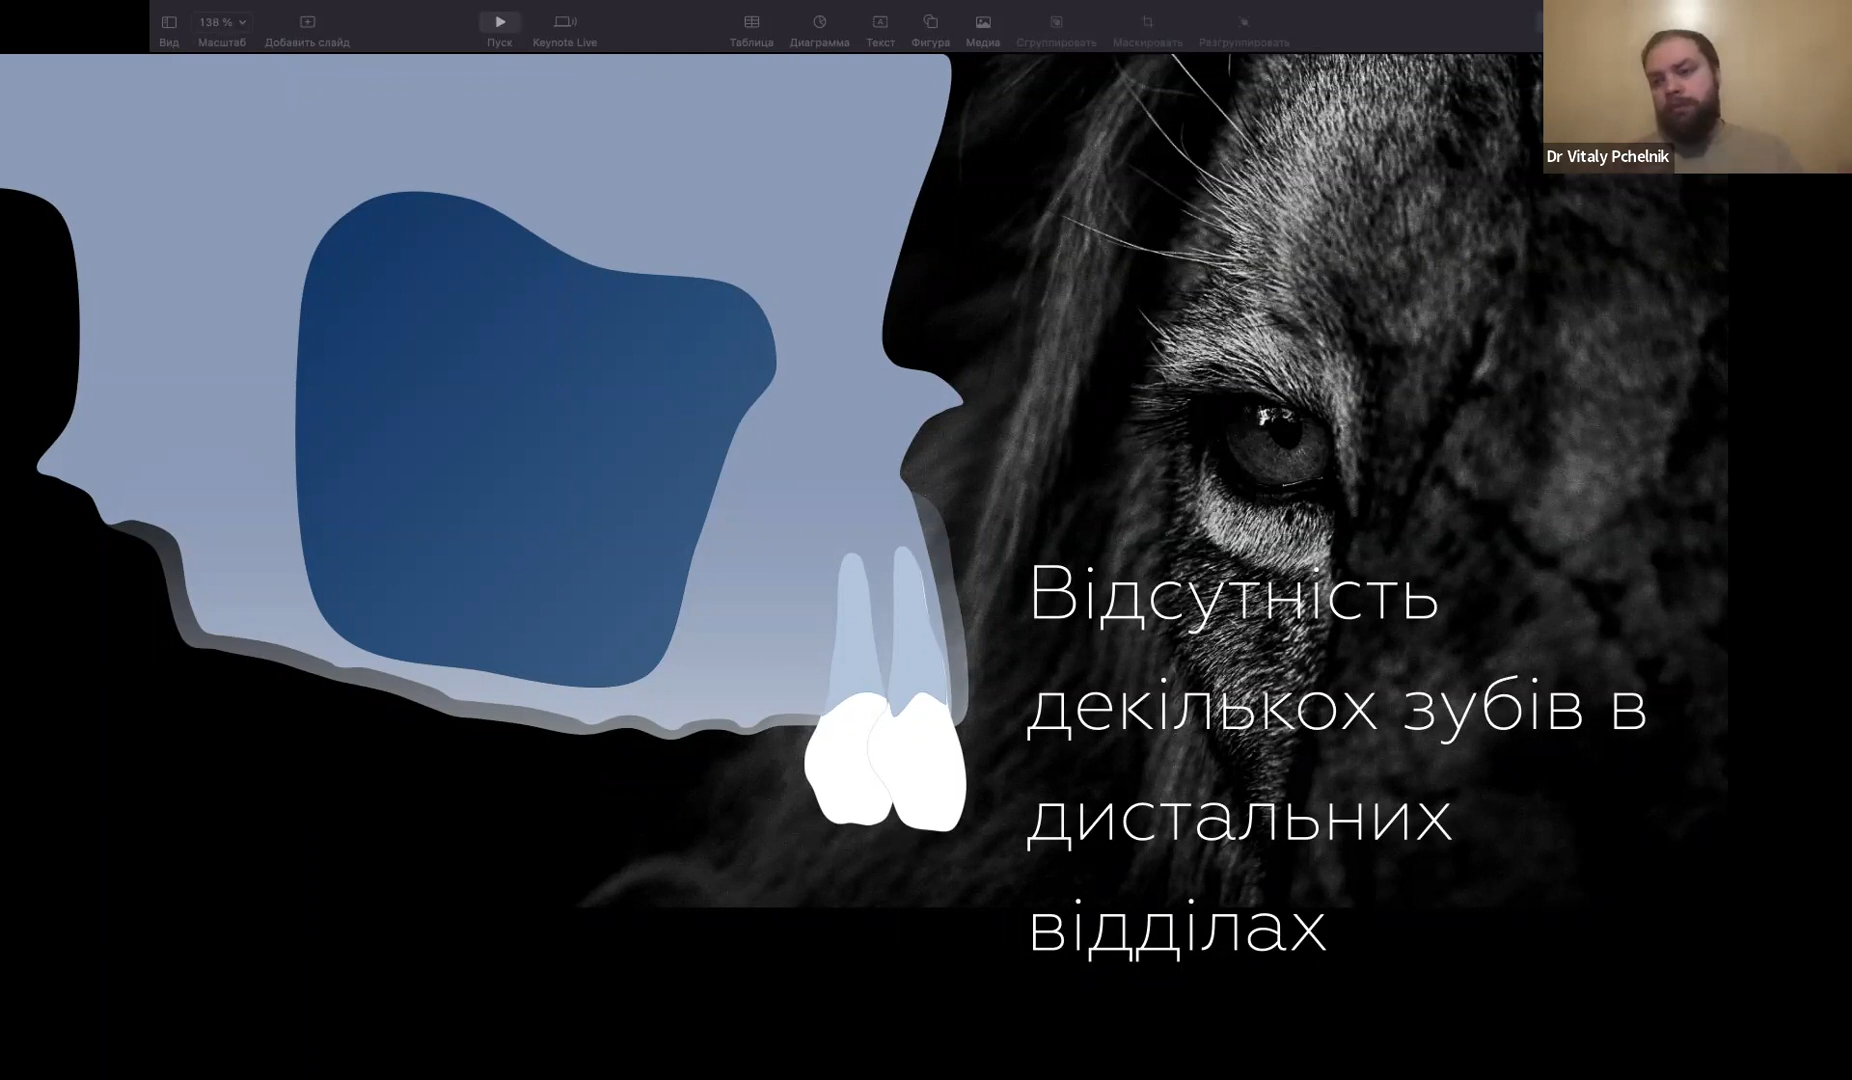 138 %
Вид
Масштаб
Добавить слайд
Пуск
Keynote Live
Таблица
Диаграмма
Текст
Фигура
Медиа
Сгруппировать
Маскировать
Разгруппировать
Dr Vitaly Pchelnik
Відсутність
декількох зубів в
дистальних
відділах